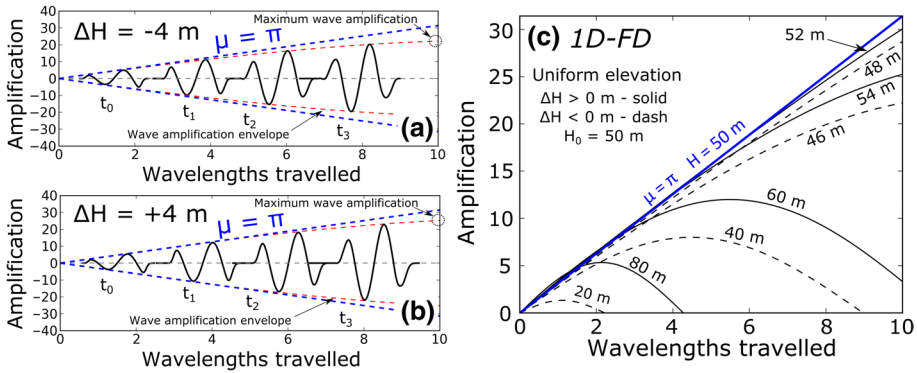 ΔH = -4 m
μ = π
Maximum wave amplification
Amplification
40
30
20
10
0
−10
−20
−30
−40
t0
t1
t2
t3
Wave amplification envelope
(a)
0
2
4
6
8
10
Wavelengths travelled
ΔH = +4 m
μ = π
Maximum wave amplification
Amplification
40
30
20
10
0
−10
−20
−30
−40
t0
t1
t2
t3
Wave amplification envelope
(b)
0
2
4
6
8
10
Wavelengths travelled
(c) 1D-FD
Uniform elevation
ΔH > 0 m - solid
ΔH < 0 m - dash
H0 = 50 m
μ = π H = 50 m
52 m
48 m
54 m
46 m
60 m
40 m
80 m
20 m
Amplification
30
25
20
15
10
5
0
0
2
4
6
8
10
Wavelengths travelled